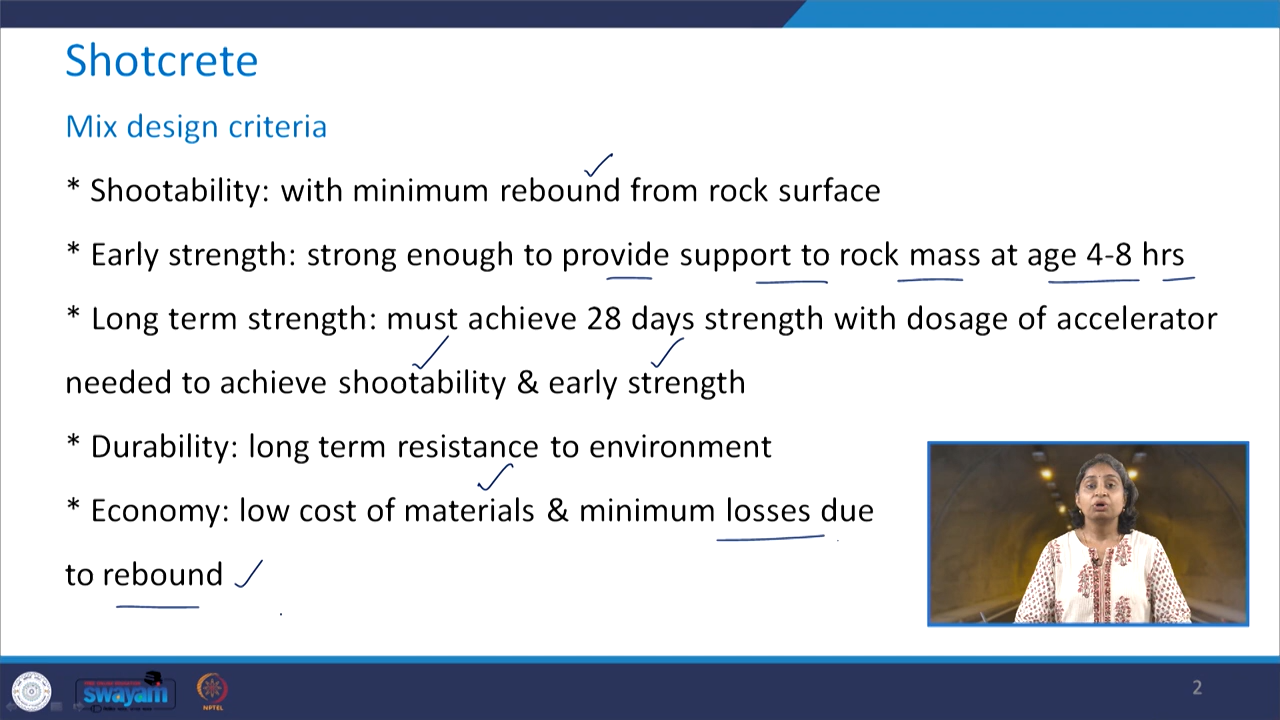 Shotcrete
Mix design criteria
* Shootability: with minimum rebound from rock surface
* Early strength: strong enough to provide support to rock mass at age 4-8 hrs
* Long term strength: must achieve 28 days strength with dosage of accelerator
needed to achieve shootability & early strength
* Durability: long term resistance to environment
* Economy: low cost of materials & minimum losses due
to rebound
swayam
NPTEL
2